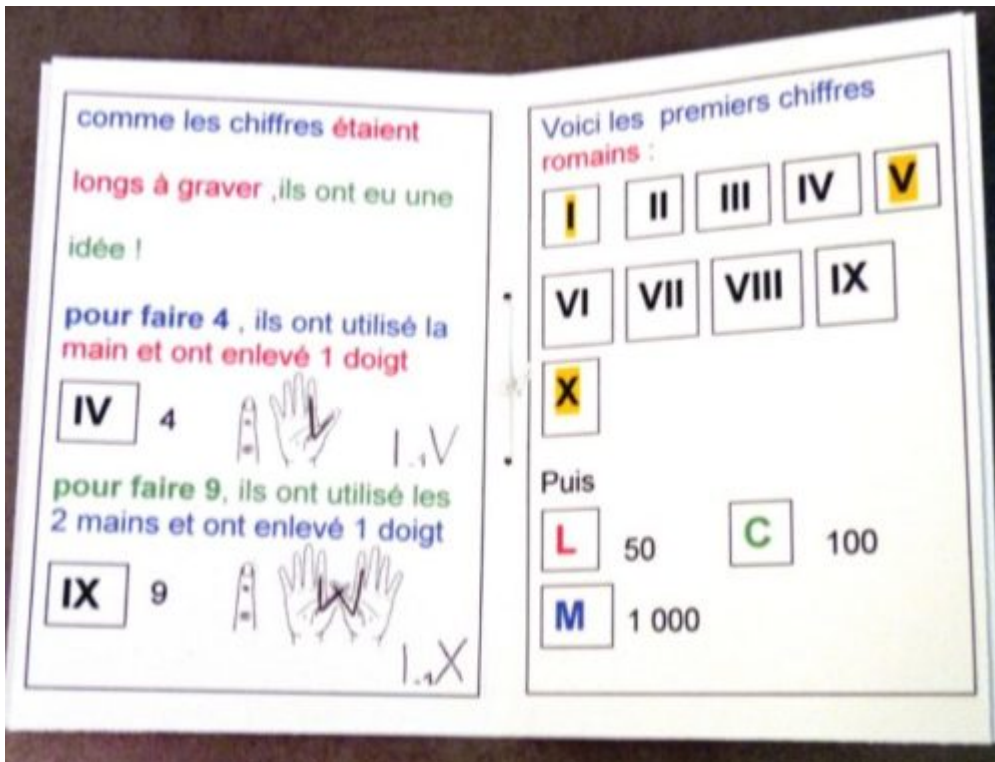 comme les chiffres étaient
longs à graver ,ils ont eu une
idée !
pour faire 4 , ils ont utilisé la
main et ont enlevé 1 doigt
IV 4
I V
pour faire 9, ils ont utilisé les
2 mains et ont enlevé 1 doigt
IX 9
I X
Voici les premiers chiffres
romains :
I II III IV V
VI VII VIII IX
X
Puis
L 50 C 100
M 1 000